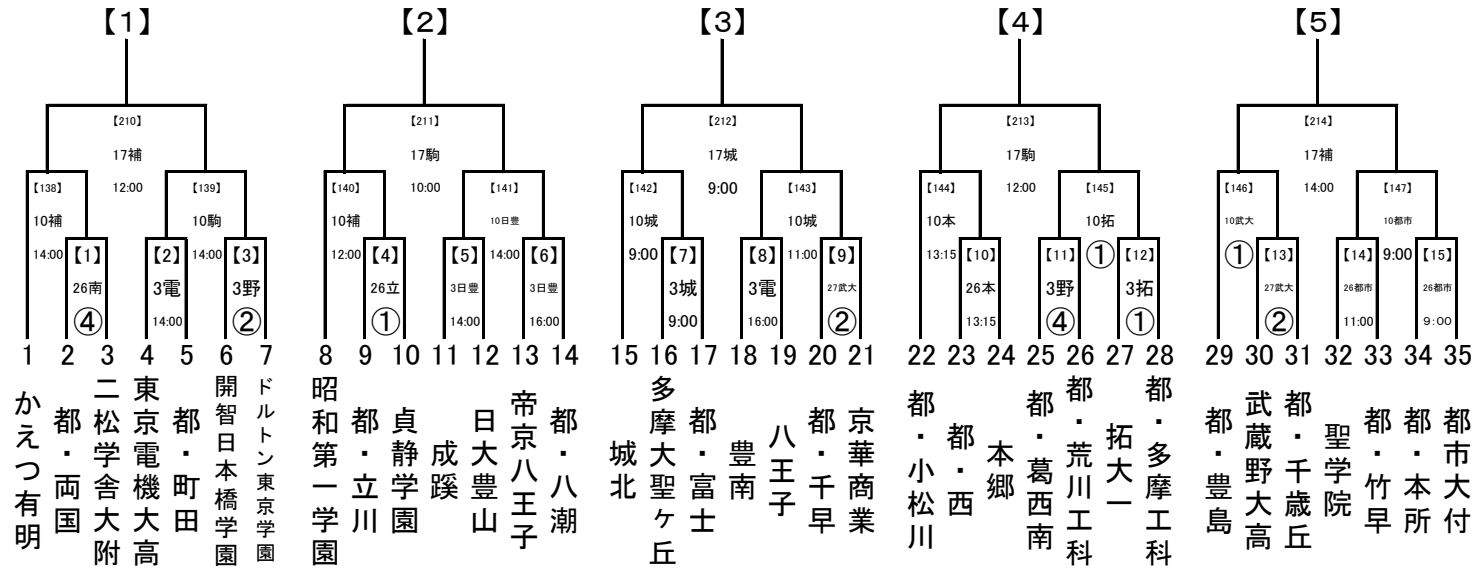 【1】 【2】 【3】 【4】 【5】
【210】 【211】 【212】 【213】 【214】
17補 17駒 17城 17駒 17補
【138】 12:00 【139】 【140】 10:00 【141】 【142】 9:00 【143】 【144】 12:00 【145】 【146】 14:00 【147】
10補 10駒 10補 10日豊 10城 10城 10本 10拓 10武大 10都市
14:00 【1】 【2】 14:00 【3】 12:00 【4】 【5】 14:00 【6】 9:00 【7】 【8】 11:00 【9】 13:15 【10】 【11】 ① 【12】 ① 【13】 【14】 9:00 【15】
26南 3電 3野 26立 3日豊 3日豊 3城 3電 27武大 26本 3野 3拓 27武大 26都市 26都市
④ 14:00 ② ① 14:00 16:00 9:00 16:00 ② 13:15 ④ ① ② 11:00 9:00
1 2 3 4 5 6 7 8 9 10 11 12 13 14 15 16 17 18 19 20 21 22 23 24 25 26 27 28 29 30 31 32 33 34 35
かえつ有明
都・両国
二松学舎大附
東京電機大高
都・町田
開智日本橋学園
ドルトン東京学園
昭和第一学園
都・立川
貞静学園
成蹊
日大豊山
帝京八王子
都・八潮
城北
多摩大聖ヶ丘
都・富士
豊南
八王子
都・千早
京華商業
都・小松川
都・西
本郷
都・葛西南
都・荒川工科
拓大一
都・多摩工科
都・豊島
武蔵野大高
都・千歳丘
聖学院
都・竹早
都・本所
都市大付